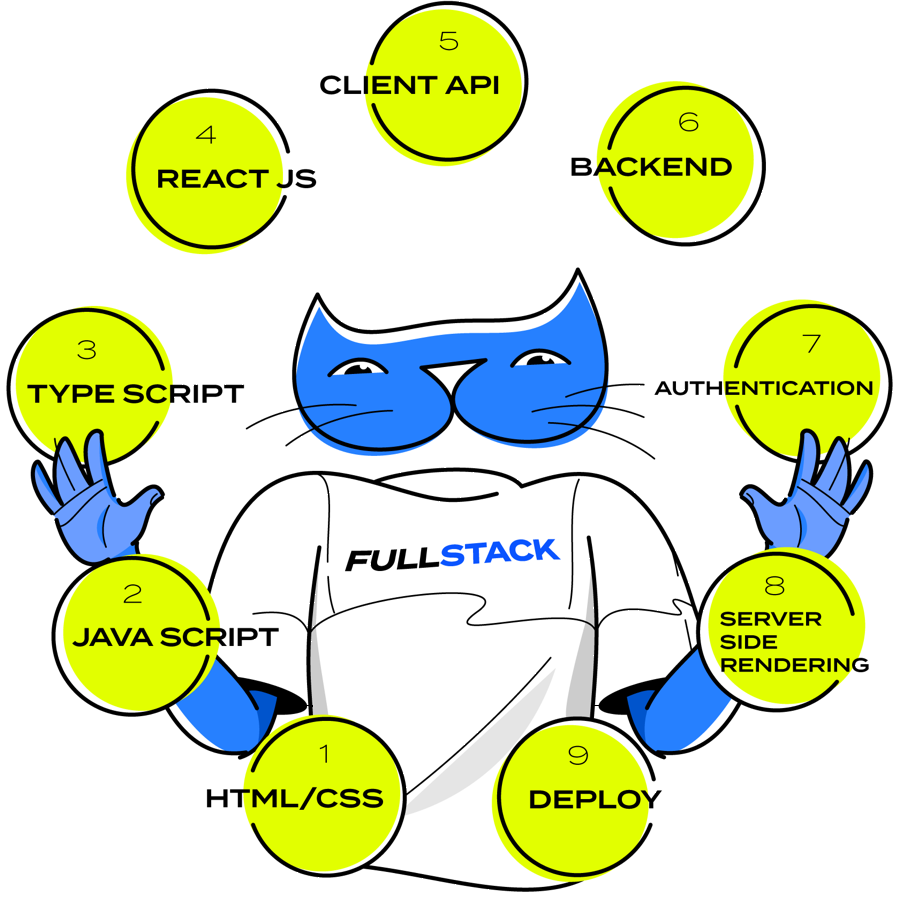 5
CLIENT API
4
REACT JS
6
BACKEND
3
TYPE SCRIPT
7
AUTHENTICATION
FULLSTACK
2
JAVA SCRIPT
8
SERVER
SIDE
RENDERING
1
HTML/CSS
9
DEPLOY